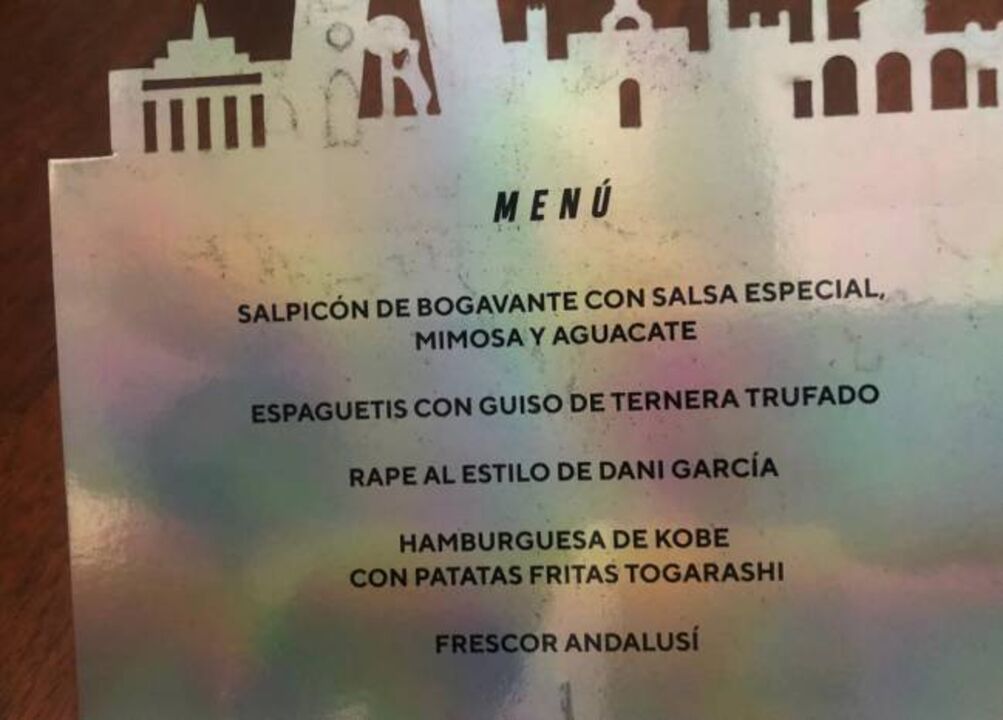 MENÚ
SALPICÓN DE BOGAVANTE CON SALSA ESPECIAL,
MIMOSA Y AGUACATE
ESPAGUETIS CON GUISO DE TERNERA TRUFADO
RAPE AL ESTILO DE DANI GARCÍA
HAMBURGUESA DE KOBE
CON PATATAS FRITAS TOGARASHI
FRESCOR ANDALUSÍ